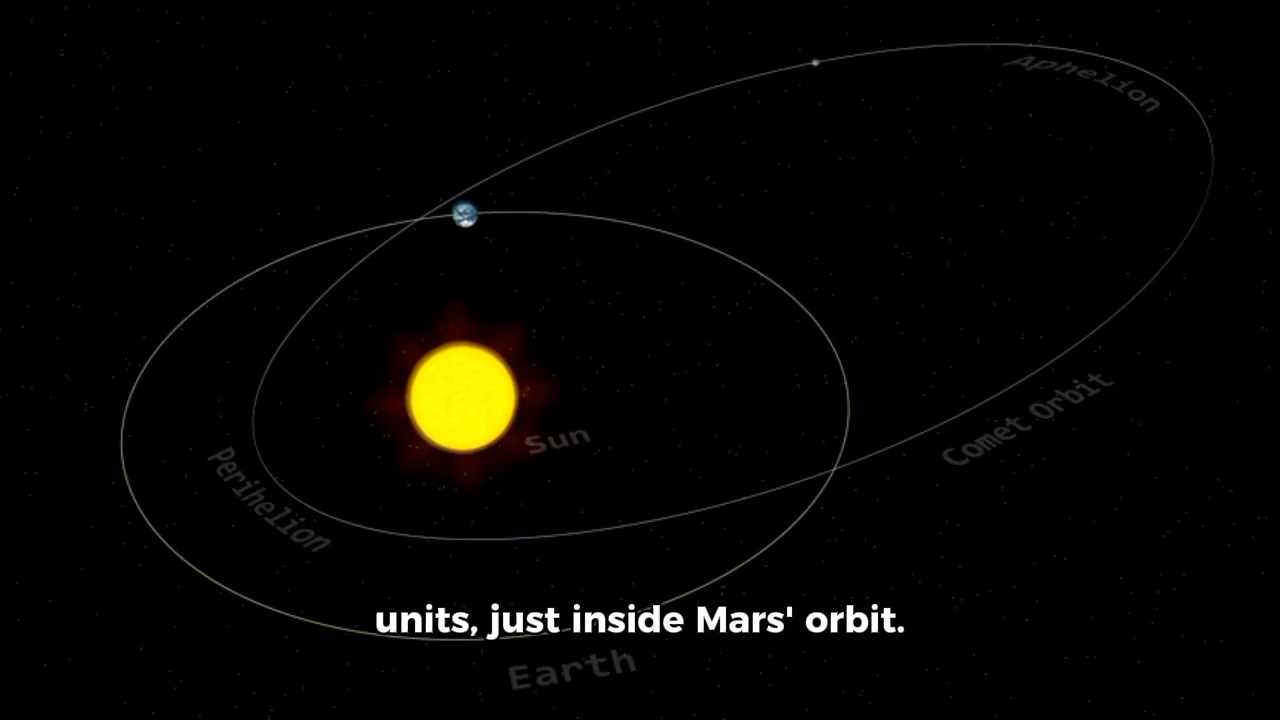 Aphelion
Comet Orbit
Sun
Perihelion
units, just inside Mars' orbit.
Earth